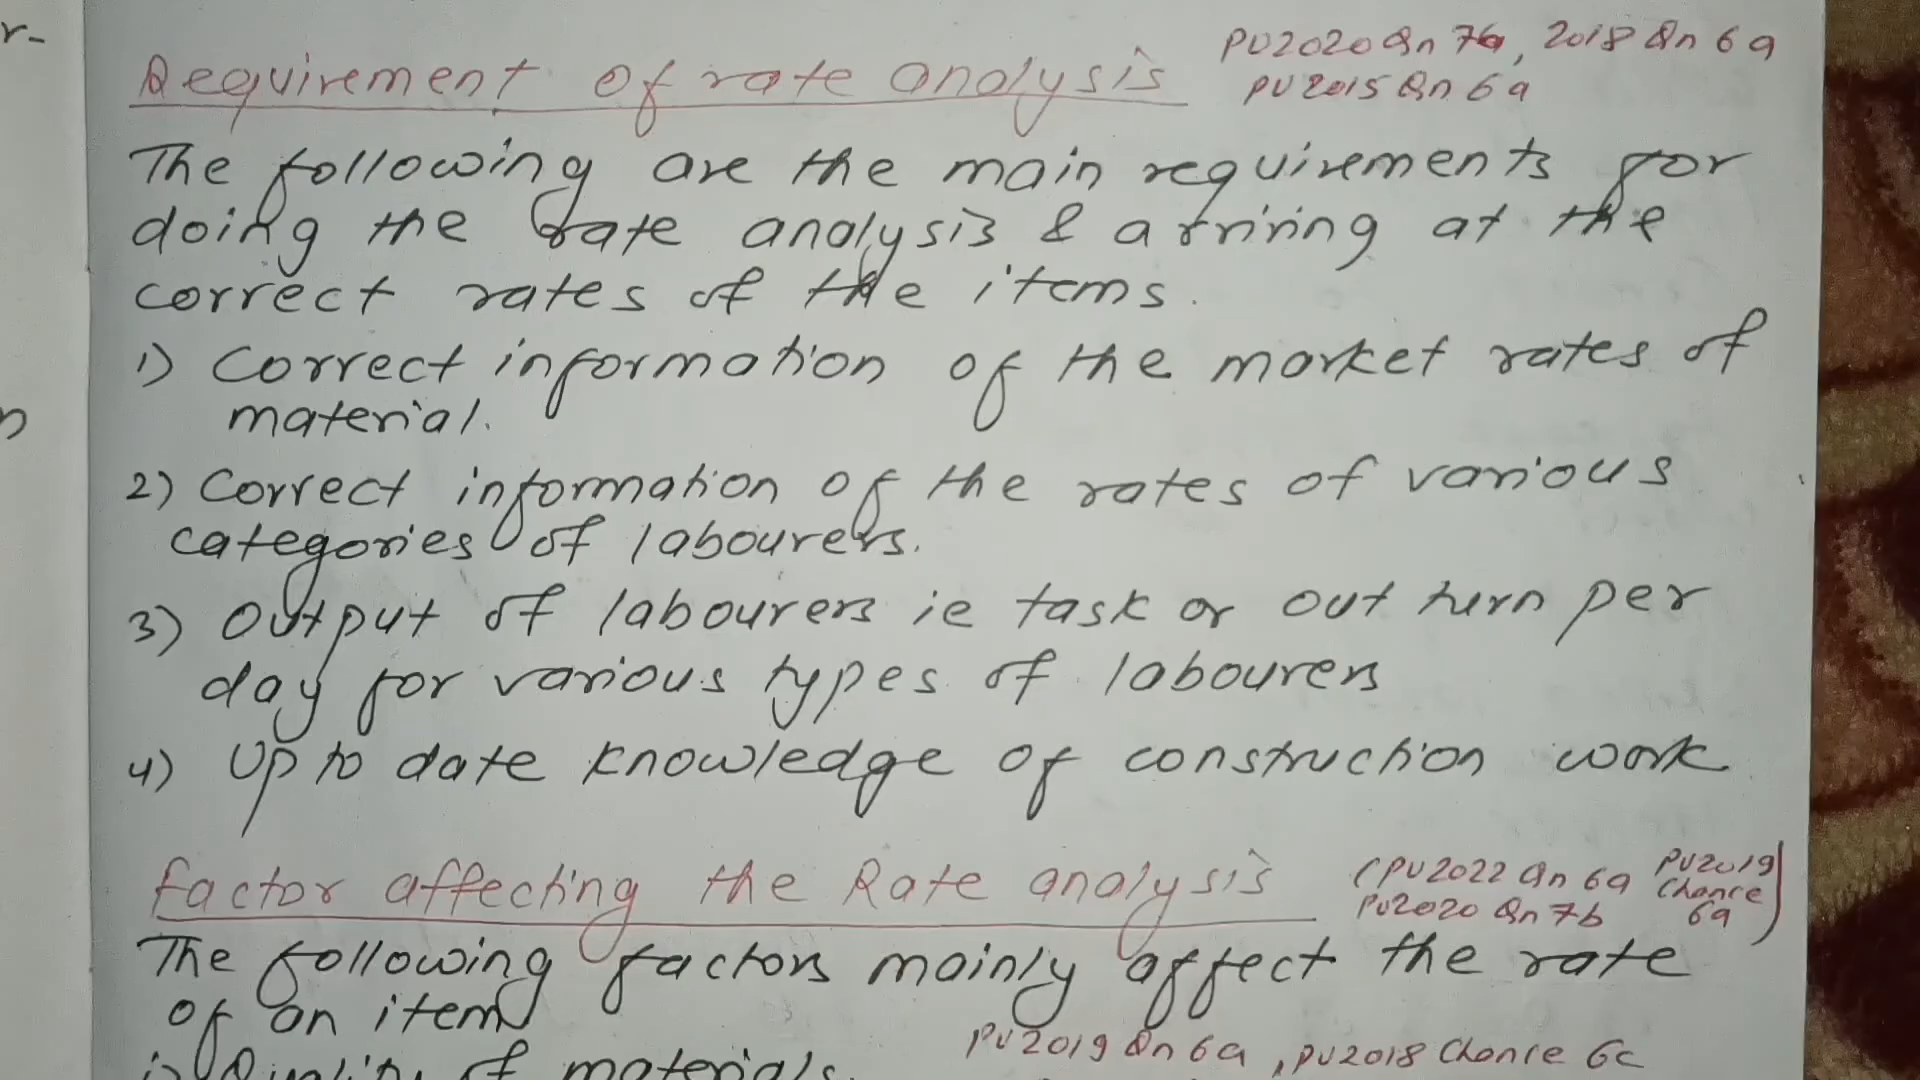 Requirement of rate analysis PU2020 Qn 7a, 2018 Qn 6a
PU2015 Qn 6a
The following are the main requirements for
doing the rate analysis & arriving at the
correct rates of the items.
1) Correct information of the market rates of
material.
2) Correct information of the rates of various
categories of labourers.
3) Output of labourers ie task or out turn per
day for various types of labourers
4) Up to date knowledge of construction work
Factor affecting the Rate analysis (PU2022 Qn 6a PU2019
PU2020 Qn 7b Chance 6a)
The following factors mainly affect the rate
of an item
PU2019 Qn 6a, PU2018 Chance 6c
i) Quality of materials.